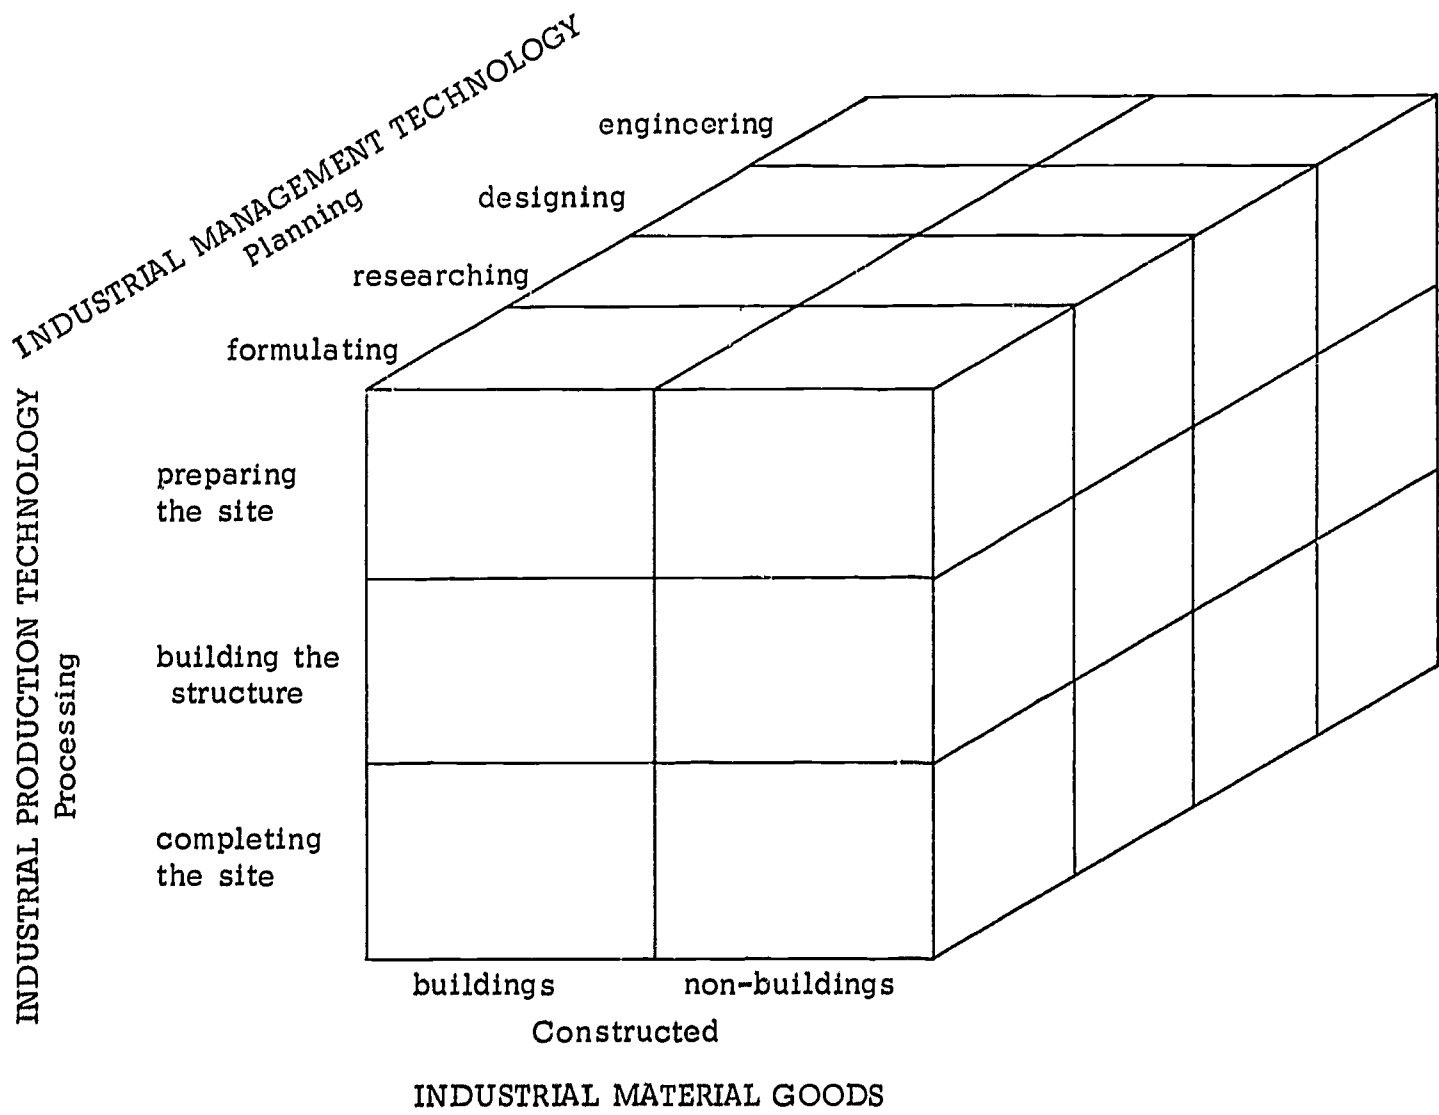 INDUSTRIAL MANAGEMENT TECHNOLOGY
Planning
engineering
designing
researching
formulating
INDUSTRIAL PRODUCTION TECHNOLOGY
Processing
preparing
the site
building the
structure
completing
the site
buildings non-buildings
Constructed
INDUSTRIAL MATERIAL GOODS